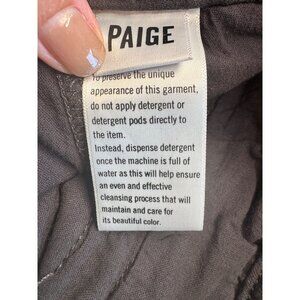 PAIGE
To preserve the unique
appearance of this garment,
do not apply detergent or
detergent pods directly to
the item.
Instead, dispense detergent
once the machine is full of
water as this will help ensure
an even and effective
cleansing process that will
maintain and care for
its beautiful color.